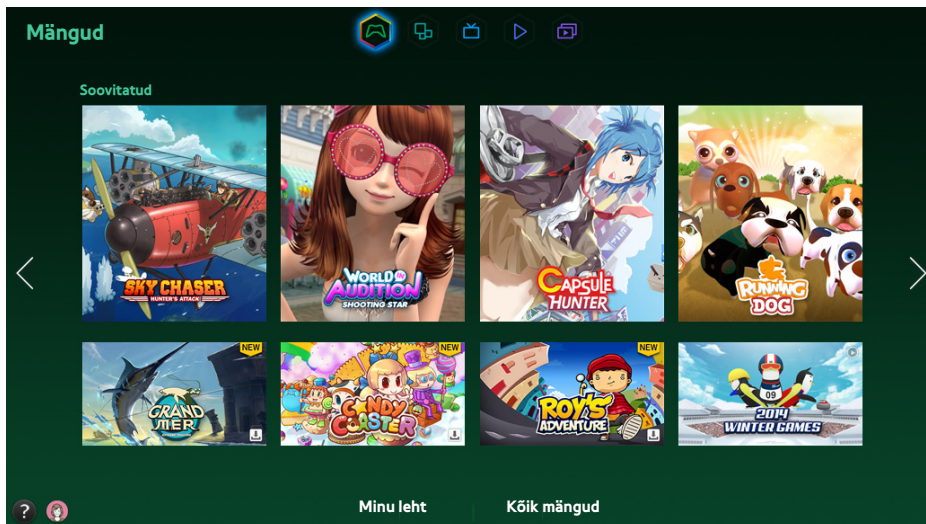 Mängud
Soovitatud
SKY CHASER
HUNTER'S ATTACK
WORLD IN
AUDITION
SHOOTING STAR
CAPSULE
HUNTER
RUNNING
DOG
NEW
GRAND
MER
NEW
CANDY
COASTER
NEW
ROY'S
ADVENTURE
09
2014
WINTER GAMES
?
Minu leht
Kõik mängud